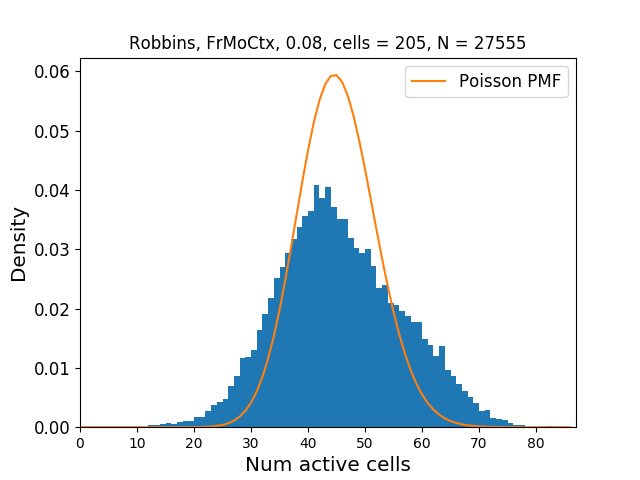 Robbins, FrMoCtx, 0.08, cells = 205, N = 27555
Poisson PMF
0.06
0.05
0.04
0.03
0.02
0.01
0.00
Density
0 10 20 30 40 50 60 70 80
Num active cells